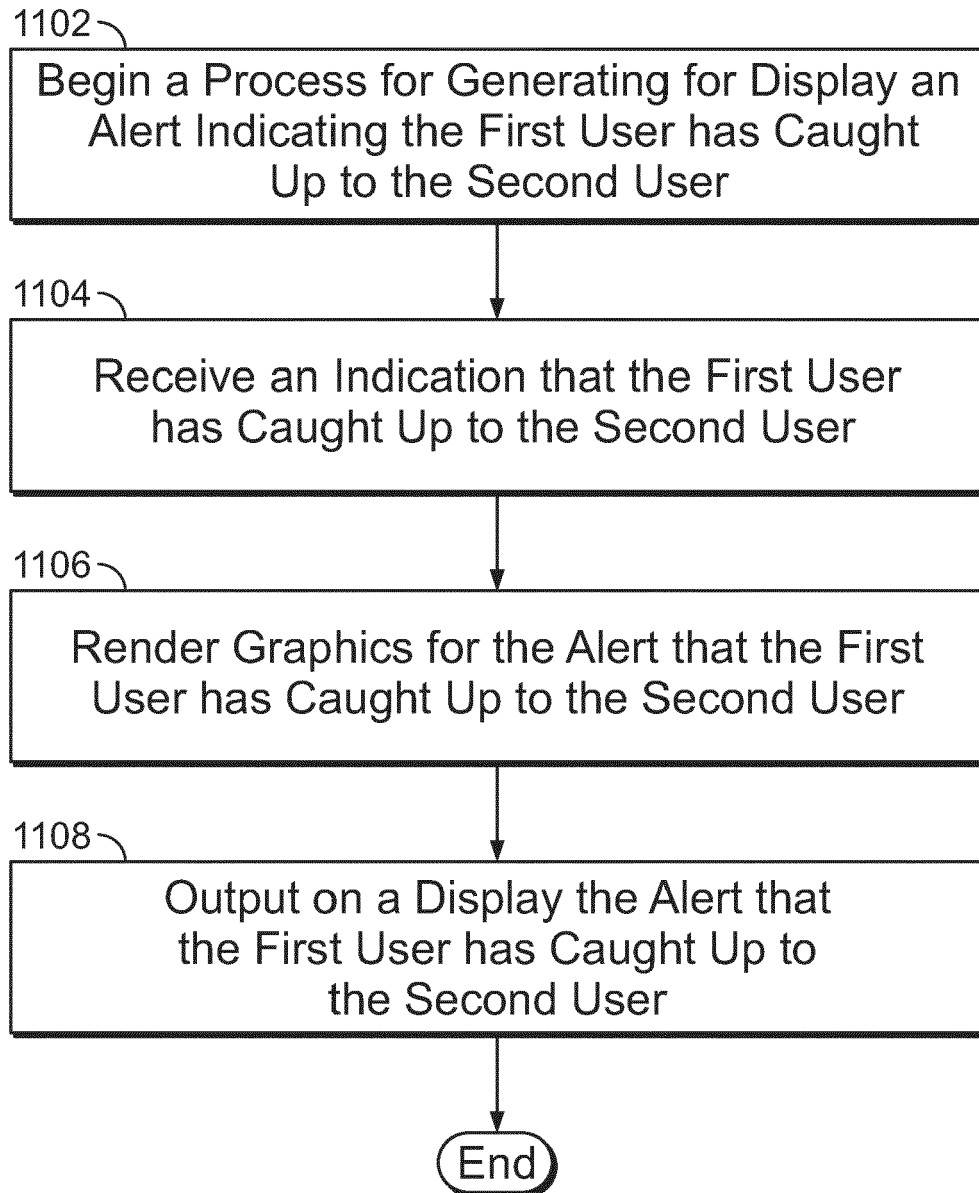 1102
Begin a Process for Generating for Display an
Alert Indicating the First User has Caught
Up to the Second User
1104
Receive an Indication that the First User
has Caught Up to the Second User
1106
Render Graphics for the Alert that the First
User has Caught Up to the Second User
1108
Output on a Display the Alert that
the First User has Caught Up to
the Second User
End